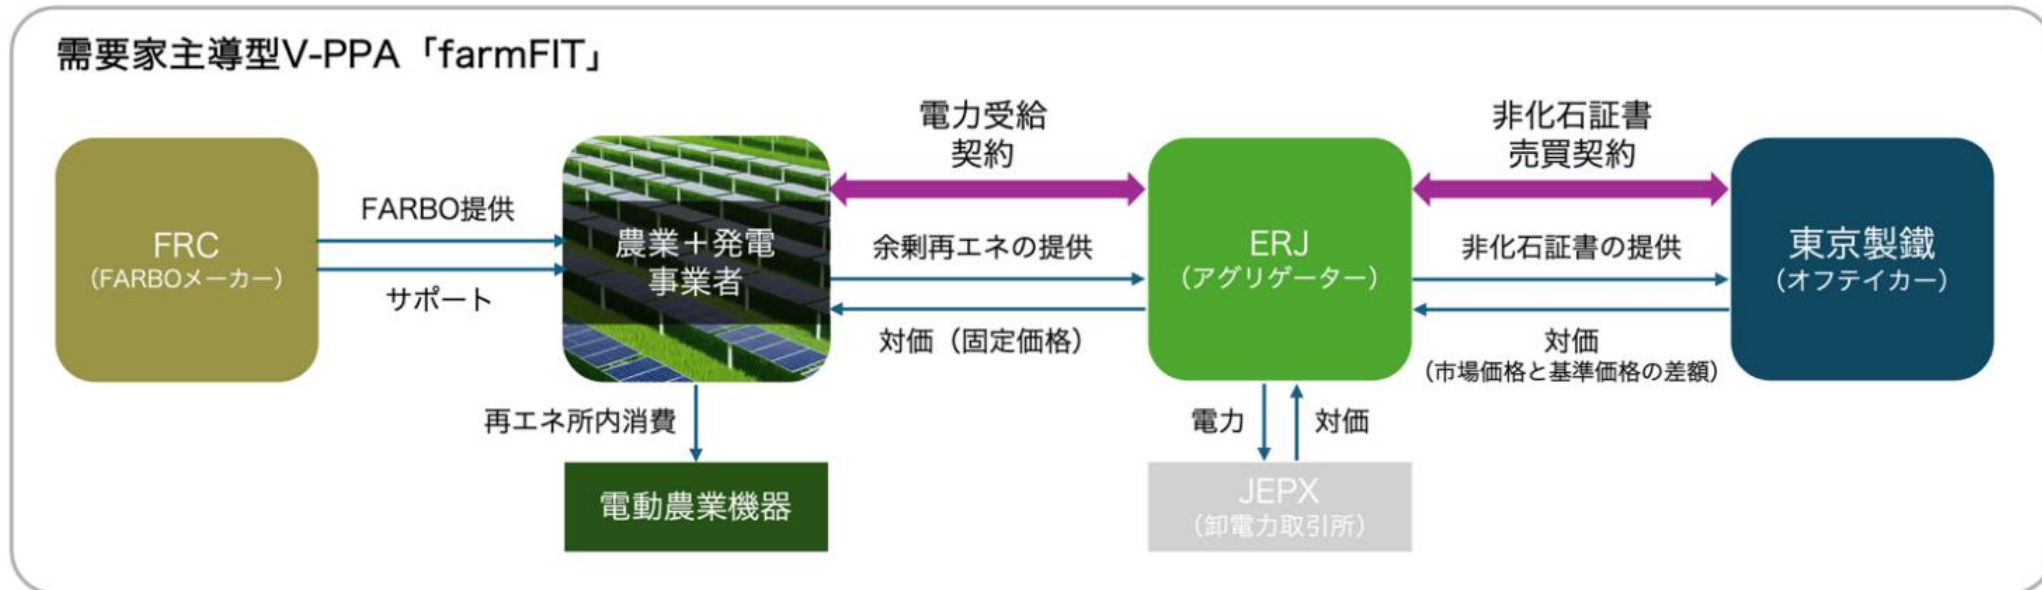 需要家主導型V-PPA「farmFIT」
FRC
（FARBOメーカー）
FARBO提供
サポート
農業＋発電
事業者
再エネ所内消費
電動農業機器
電力受給
契約
余剰再エネの提供
対価（固定価格）
ERJ
（アグリゲーター）
電力
対価
JEPX
（卸電力取引所）
非化石証書
売買契約
非化石証書の提供
対価
（市場価格と基準価格の差額）
東京製鐵
（オフテイカー）